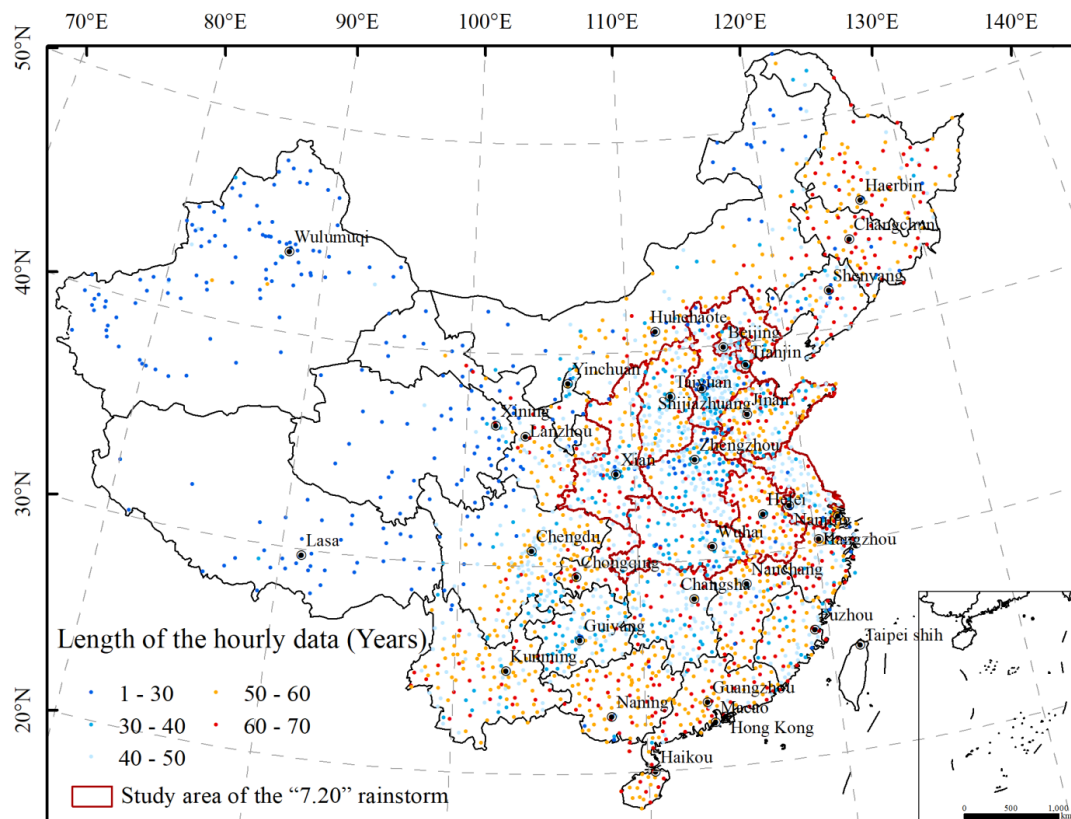 70°E 80°E 90°E 100°E 110°E 120°E 130°E 140°E
50°N
40°N
30°N
20°N
Haerbin
Changchun
Wulumuqi
Shenyang
Huhehaote
Beijing
Tianjin
Yinchuan
Taiyuan
Shijiazhuang
Jinan
Xining
Lanzhou
Zhengzhou
Xian
Hefei
Nanjing
Wuhan
Hangzhou
Lasa
Chengdu
Chongqing
Nanchang
Changsha
Fuzhou
Guiyang
Taipei shih
Kunming
Guangzhou
Naning
Macao
Hong Kong
Haikou
Length of the hourly data (Years)
1 - 30
50 - 60
30 - 40
60 - 70
40 - 50
Study area of the “7.20” rainstorm
0 500 1,000
km